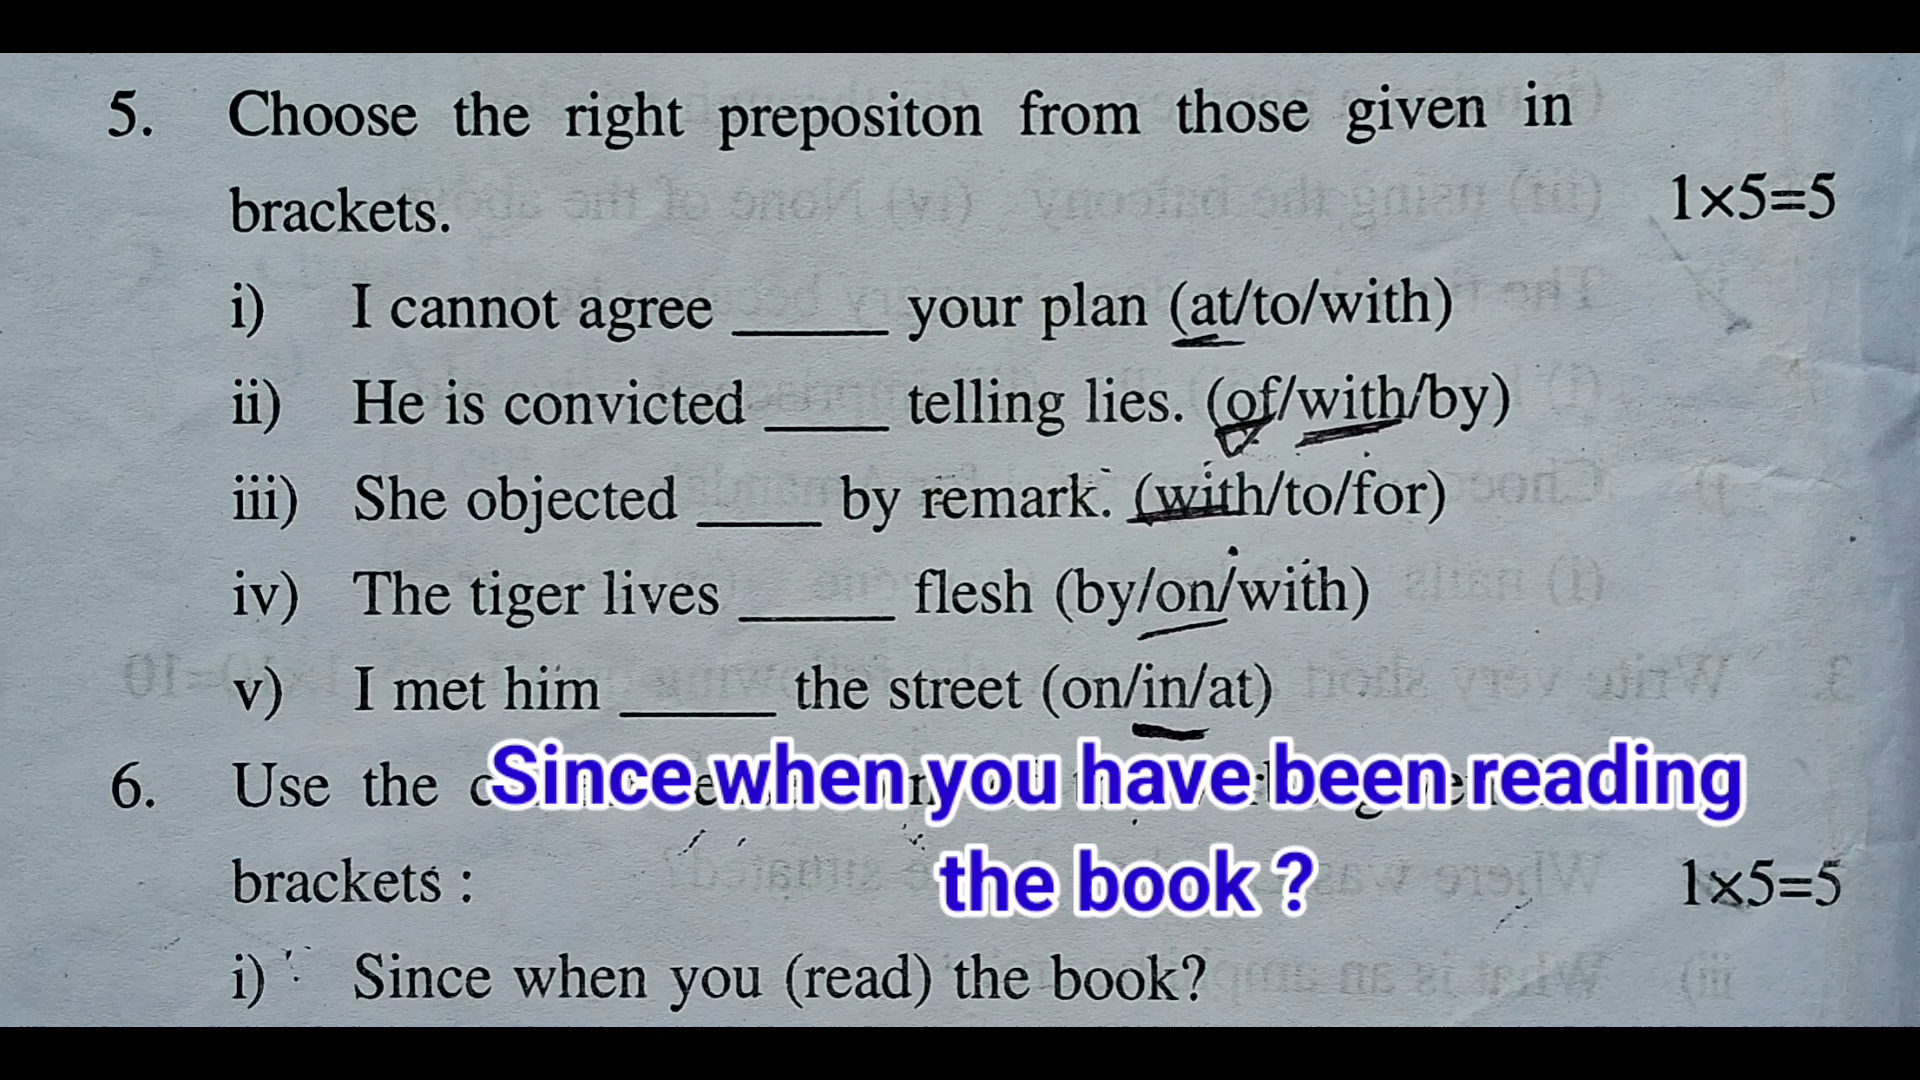 5. Choose the right prepositon from those given in
brackets. 1×5=5
i) I cannot agree _____ your plan (at/to/with)
ii) He is convicted ____ telling lies. (of/with/by)
iii) She objected ____ by remark. (with/to/for)
iv) The tiger lives _____ flesh (by/on/with)
v) I met him _____ the street (on/in/at)
6. Use the
Since when you have been reading
the book ?
brackets : 1×5=5
i) Since when you (read) the book?